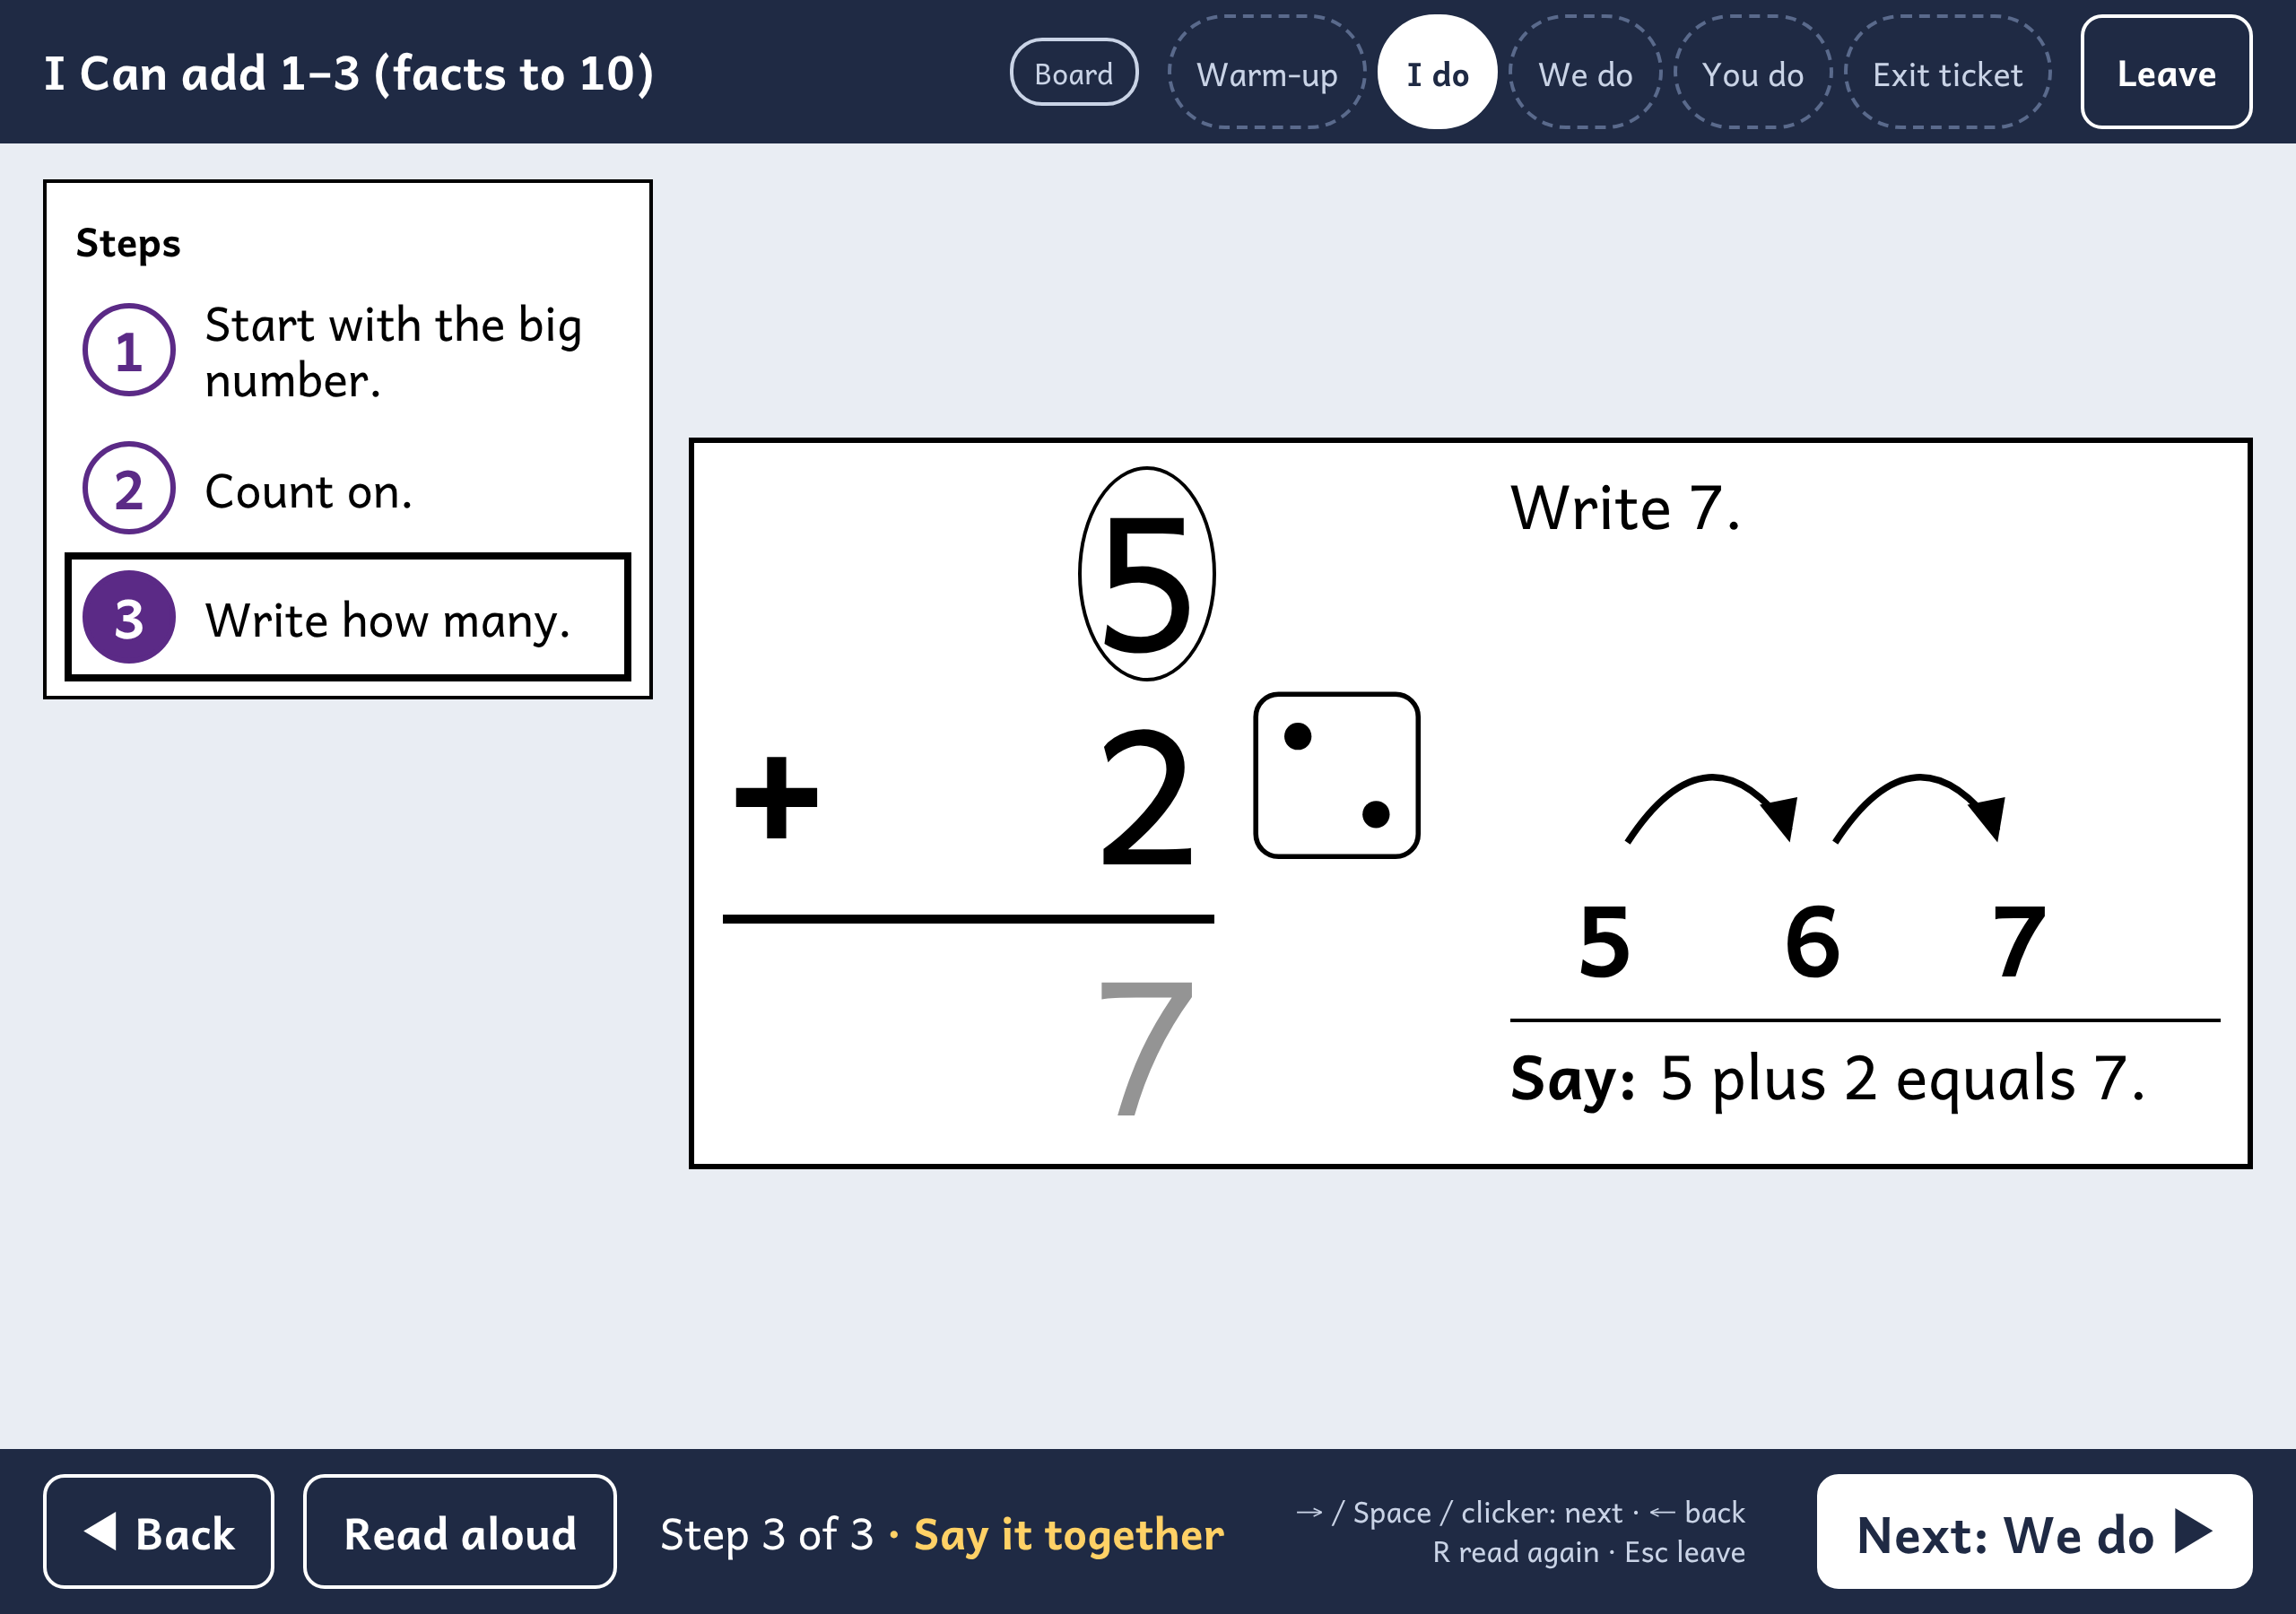 I Can add 1–3 (facts to 10)
Board
Warm-up
I do
We do
You do
Exit ticket
Leave
Steps
1 Start with the big
number.
2 Count on.
3 Write how many.
5
+ 2
7
Write 7.
5 6 7
Say: 5 plus 2 equals 7.
◀ Back
Read aloud
Step 3 of 3 · Say it together
→ / Space / clicker: next · ← back
R read again · Esc leave
Next: We do ▶